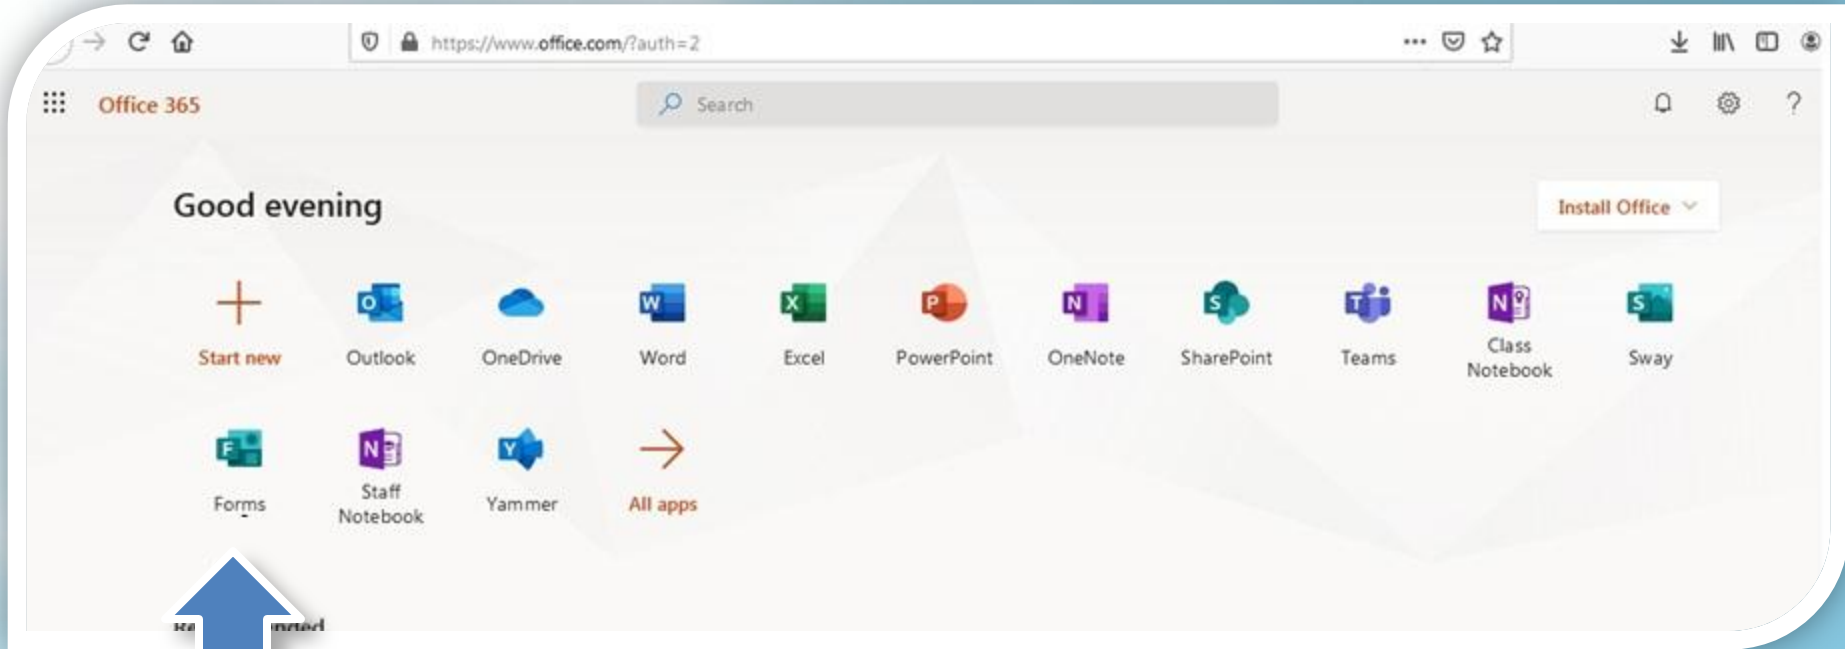 https://www.office.com/?auth=2
Office 365
Search
?
Good evening
Install Office
Start new
Outlook
OneDrive
Word
Excel
PowerPoint
OneNote
SharePoint
Teams
Class
Notebook
Sway
Forms
Staff
Notebook
Yammer
All apps